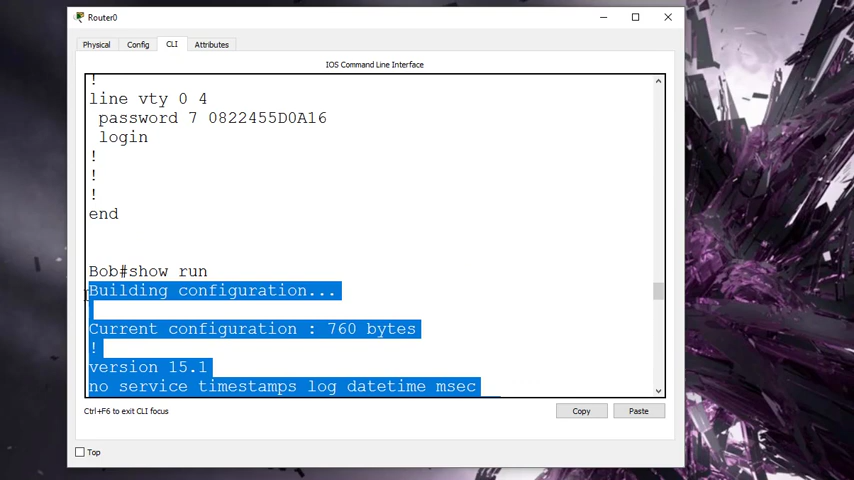 Router0
Physical
Config
CLI
Attributes
IOS Command Line Interface
!
line vty 0 4
password 7 0822455D0A16
login
!
!
!
end
Bob#show run
Building configuration...
Current configuration : 760 bytes
!
version 15.1
no service timestamps log datetime msec
Ctrl+F6 to exit CLI focus
Copy
Paste
Top